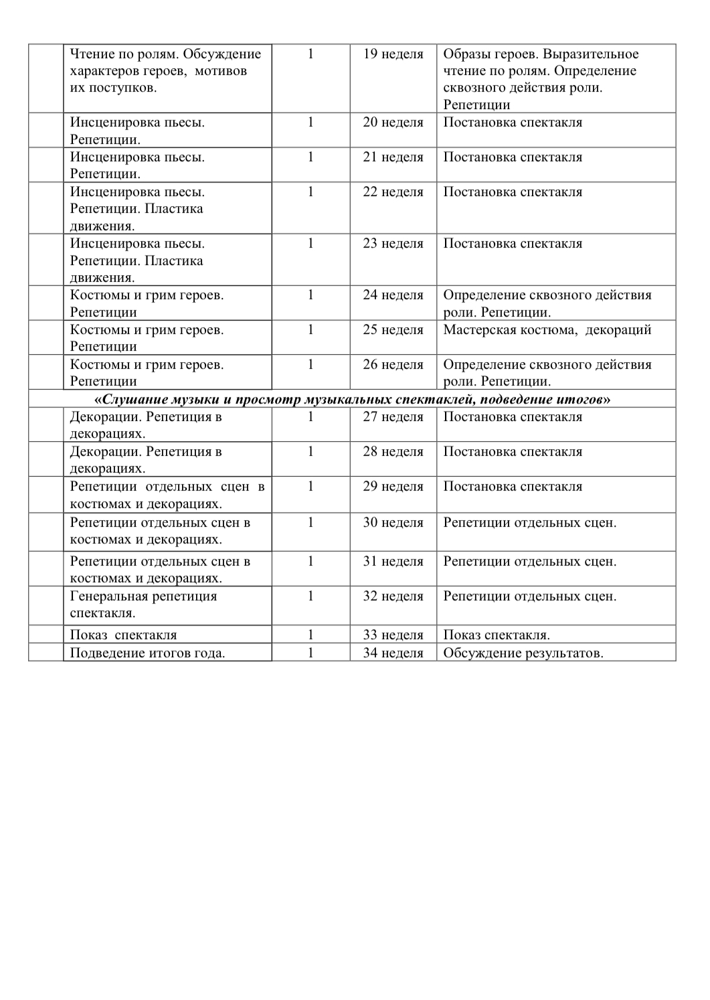 Чтение по ролям. Обсуждение 1 19 неделя Образы героев. Выразительное
характеров героев, мотивов чтение по ролям. Определение
их поступков. сквозного действия роли.
Репетиции
Инсценировка пьесы. 1 20 неделя Постановка спектакля
Репетиции.
Инсценировка пьесы. 1 21 неделя Постановка спектакля
Репетиции.
Инсценировка пьесы. 1 22 неделя Постановка спектакля
Репетиции. Пластика
движения.
Инсценировка пьесы. 1 23 неделя Постановка спектакля
Репетиции. Пластика
движения.
Костюмы и грим героев. 1 24 неделя Определение сквозного действия
Репетиции роли. Репетиции.
Костюмы и грим героев. 1 25 неделя Мастерская костюма, декораций
Репетиции
Костюмы и грим героев. 1 26 неделя Определение сквозного действия
Репетиции роли. Репетиции.
«Слушание музыки и просмотр музыкальных спектаклей, подведение итогов»
Декорации. Репетиция в 1 27 неделя Постановка спектакля
декорациях.
Декорации. Репетиция в 1 28 неделя Постановка спектакля
декорациях.
Репетиции отдельных сцен в 1 29 неделя Постановка спектакля
костюмах и декорациях.
Репетиции отдельных сцен в 1 30 неделя Репетиции отдельных сцен.
костюмах и декорациях.
Репетиции отдельных сцен в 1 31 неделя Репетиции отдельных сцен.
костюмах и декорациях.
Генеральная репетиция 1 32 неделя Репетиции отдельных сцен.
спектакля.
Показ спектакля 1 33 неделя Показ спектакля.
Подведение итогов года. 1 34 неделя Обсуждение результатов.